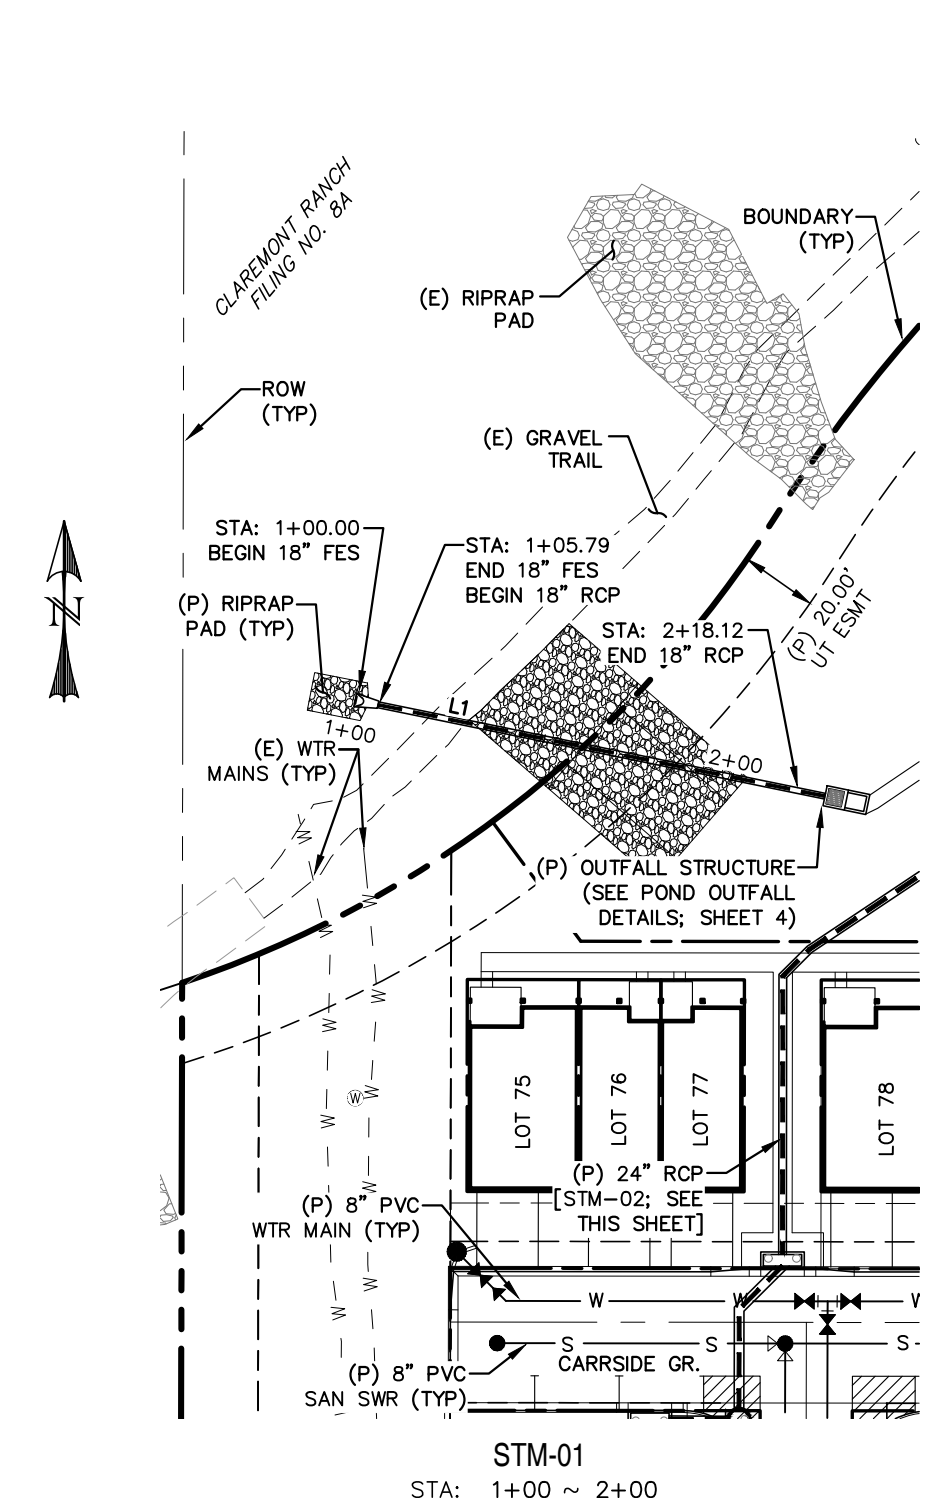 CLAREMONT RANCH
FILING NO. 8A
BOUNDARY
(TYP)
(E) RIPRAP
PAD
ROW
(TYP)
(E) GRAVEL
TRAIL
STA: 1+00.00
BEGIN 18" FES
STA: 1+05.79
END 18" FES
BEGIN 18" RCP
N
(P) 20.00'
UT ESMT
(P) RIPRAP
PAD (TYP)
STA: 2+18.12
END 18" RCP
L1
1+00
2+00
(E) WTR
MAINS (TYP)
W
(P) OUTFALL STRUCTURE
(SEE POND OUTFALL
DETAILS; SHEET 4)
W
W
W
W
W
W
W
W
LOT 75
LOT 76
LOT 77
LOT 78
W
W
(P) 24" RCP
[STM-02; SEE
THIS SHEET]
(P) 8" PVC
WTR MAIN (TYP)
W
W
W
W
W
W
W
S
S
S
CARRSIDE GR.
(P) 8" PVC
SAN SWR (TYP)
STM-01
STA: 1+00 ~ 2+00